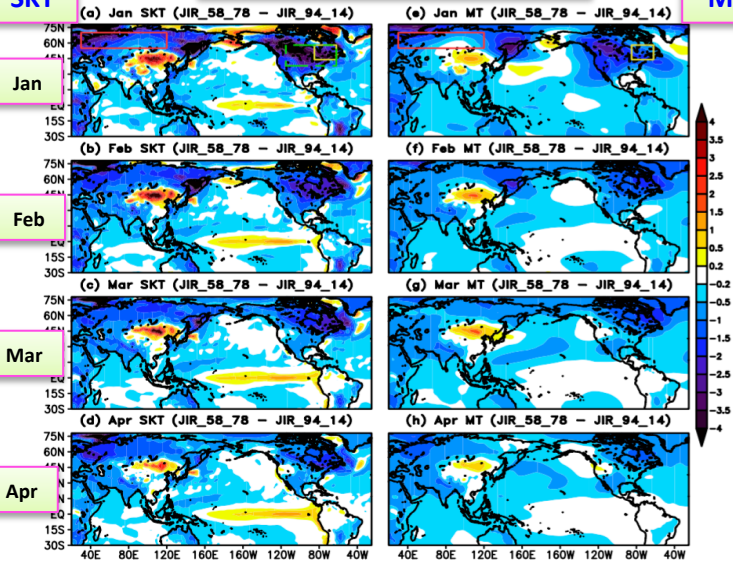 SKT
M
(a) Jan SKT (JIR_58_78 - JIR_94_14)
(e) Jan MT (JIR_58_78 - JIR_94_14)
Jan
75N
60N
45N
EQ
15S
30S
(b) Feb SKT (JIR_58_78 - JIR_94_14)
(f) Feb MT (JIR_58_78 - JIR_94_14)
Feb
75N
60N
45N
EQ
15S
30S
(c) Mar SKT (JIR_58_78 - JIR_94_14)
(g) Mar MT (JIR_58_78 - JIR_94_14)
Mar
75N
60N
45N
EQ
15S
30S
(d) Apr SKT (JIR_58_78 - JIR_94_14)
(h) Apr MT (JIR_58_78 - JIR_94_14)
Apr
75N
60N
EQ
15S
30S
40E 80E 120E 160E 160W 120W 80W 40W
40E 80E 120E 160E 160W 120W 80W 40W
4
3.5
3
2.5
2
1.5
1
0.5
0.2
-0.2
-0.5
-1
-1.5
-2
-2.5
-3
-3.5
-4